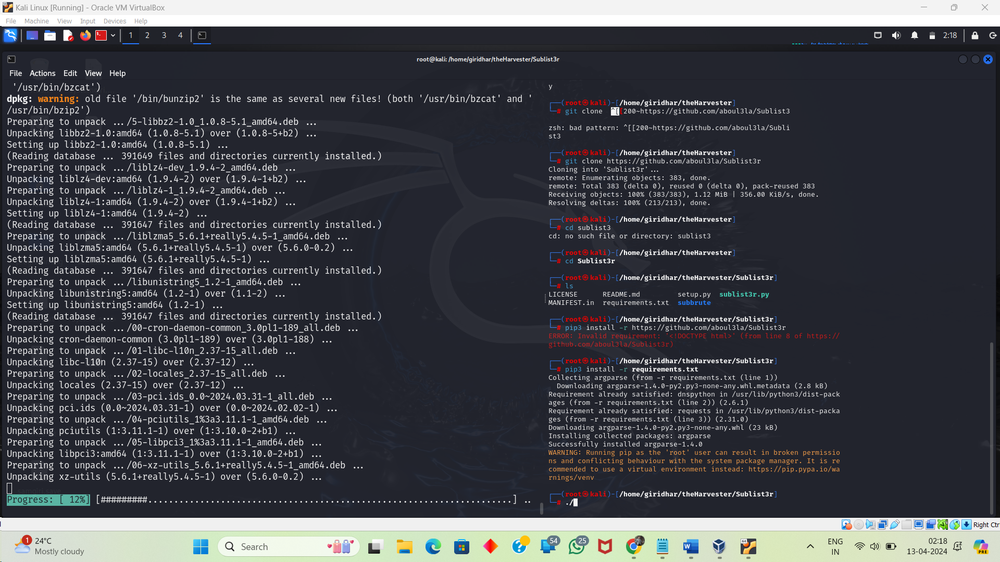 Kali Linux [Running] - Oracle VM VirtualBox
File Machine View Input Devices Help
1 2 3 4
2:18
root@kali: /home/giridhar/theHarvester/Sublist3r
File Actions Edit View Help
'/usr/bin/bzcat')
dpkg: warning: old file '/bin/bunzip2' is the same as several new files! (both '/usr/bin/bzcat' and '
/usr/bin/bzip2')
Preparing to unpack .../5-libbz2-1.0_1.0.8-5.1_amd64.deb ...
Unpacking libbz2-1.0:amd64 (1.0.8-5.1) over (1.0.8-5+b2) ...
Setting up libbz2-1.0:amd64 (1.0.8-5.1) ...
(Reading database ... 391649 files and directories currently installed.)
Preparing to unpack .../liblz4-dev_1.9.4-2_amd64.deb ...
Unpacking liblz4-dev:amd64 (1.9.4-2) over (1.9.4-1+b2) ...
Preparing to unpack .../liblz4-1_1.9.4-2_amd64.deb ...
Unpacking liblz4-1:amd64 (1.9.4-2) over (1.9.4-1+b2) ...
Setting up liblz4-1:amd64 (1.9.4-2) ...
(Reading database ... 391647 files and directories currently installed.)
Preparing to unpack .../liblzma5_5.6.1+really5.4.5-1_amd64.deb ...
Unpacking liblzma5:amd64 (5.6.1+really5.4.5-1) over (5.6.0-0.2) ...
Setting up liblzma5:amd64 (5.6.1+really5.4.5-1) ...
(Reading database ... 391647 files and directories currently installed.)
Preparing to unpack .../libunistring5_1.2-1_amd64.deb ...
Unpacking libunistring5:amd64 (1.2-1) over (1.1-2) ...
Setting up libunistring5:amd64 (1.2-1) ...
(Reading database ... 391647 files and directories currently installed.)
Preparing to unpack .../00-cron-daemon-common_3.0pl1-189_all.deb ...
Unpacking cron-daemon-common (3.0pl1-189) over (3.0pl1-188) ...
Preparing to unpack .../01-libc-l10n_2.37-15_all.deb ...
Unpacking libc-l10n (2.37-15) over (2.37-12) ...
Preparing to unpack .../02-locales_2.37-15_all.deb ...
Unpacking locales (2.37-15) over (2.37-12) ...
Preparing to unpack .../03-pci.ids_0.0~2024.03.31-1_all.deb ...
Unpacking pci.ids (0.0~2024.03.31-1) over (0.0~2024.02.02-1) ...
Preparing to unpack .../04-pciutils_1%3a3.11.1-1_amd64.deb ...
Unpacking pciutils (1:3.11.1-1) over (1:3.10.0-2+b1) ...
Preparing to unpack .../05-libpci3_1%3a3.11.1-1_amd64.deb ...
Unpacking libpci3:amd64 (1:3.11.1-1) over (1:3.10.0-2+b1) ...
Preparing to unpack .../06-xz-utils_5.6.1+really5.4.5-1_amd64.deb ...
Unpacking xz-utils (5.6.1+really5.4.5-1) over (5.6.0-0.2) ...
Progress: [ 12%] [#########......................................................................] ..
y
(root㉿kali)-[/home/giridhar/theHarvester]
# git clone ^[[200~https://github.com/aboul3la/Sublist3
zsh: bad pattern: ^[[200~https://github.com/aboul3la/Subli
st3
(root㉿kali)-[/home/giridhar/theHarvester]
# git clone https://github.com/aboul3la/Sublist3r
Cloning into 'Sublist3r'...
remote: Enumerating objects: 383, done.
remote: Total 383 (delta 0), reused 0 (delta 0), pack-reused 383
Receiving objects: 100% (383/383), 1.12 MiB | 356.00 KiB/s, done.
Resolving deltas: 100% (213/213), done.
(root㉿kali)-[/home/giridhar/theHarvester]
# cd sublist3
cd: no such file or directory: sublist3
(root㉿kali)-[/home/giridhar/theHarvester]
# cd Sublist3r
(root㉿kali)-[/home/giridhar/theHarvester/Sublist3r]
# ls
LICENSE README.md setup.py sublist3r.py
MANIFEST.in requirements.txt subbrute
(root㉿kali)-[/home/giridhar/theHarvester/Sublist3r]
# pip3 install -r https://github.com/aboul3la/Sublist3r
ERROR: Invalid requirement: '<!DOCTYPE html>' (from line 8 of https://
github.com/aboul3la/Sublist3r)
(root㉿kali)-[/home/giridhar/theHarvester/Sublist3r]
# pip3 install -r requirements.txt
Collecting argparse (from -r requirements.txt (line 1))
Downloading argparse-1.4.0-py2.py3-none-any.whl.metadata (2.8 kB)
Requirement already satisfied: dnspython in /usr/lib/python3/dist-pack
ages (from -r requirements.txt (line 2)) (2.6.1)
Requirement already satisfied: requests in /usr/lib/python3/dist-packa
ges (from -r requirements.txt (line 3)) (2.31.0)
Downloading argparse-1.4.0-py2.py3-none-any.whl (23 kB)
Installing collected packages: argparse
Successfully installed argparse-1.4.0
WARNING: Running pip as the 'root' user can result in broken permissio
ns and conflicting behaviour with the system package manager. It is re
commended to use a virtual environment instead: https://pip.pypa.io/wa
rnings/venv
(root㉿kali)-[/home/giridhar/theHarvester/Sublist3r]
# ./
Right Ctr
1
24°C
Mostly cloudy
Search
54
25
64
ENG
IN
02:18
13-04-2024
PRE